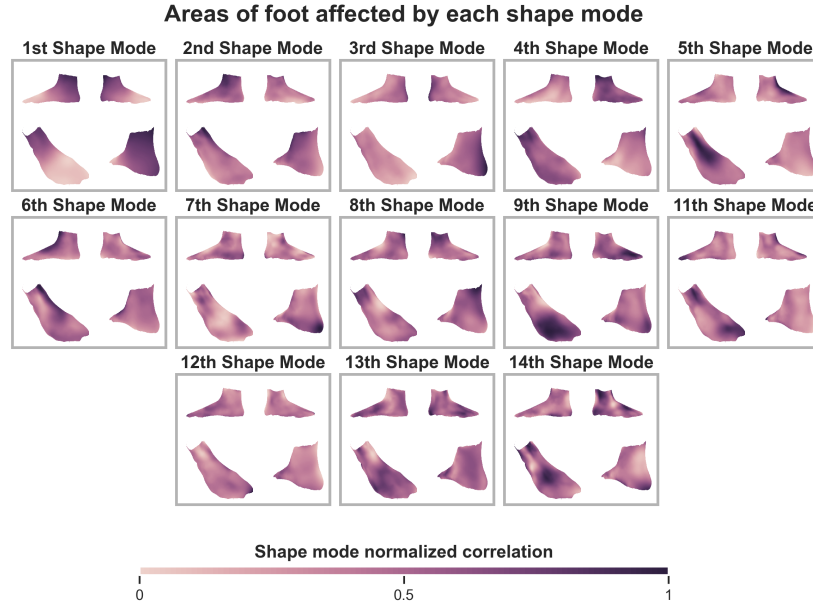 Areas of foot affected by each shape mode
1st Shape Mode
2nd Shape Mode
3rd Shape Mode
4th Shape Mode
5th Shape Mode
6th Shape Mode
7th Shape Mode
8th Shape Mode
9th Shape Mode
11th Shape Mode
12th Shape Mode
13th Shape Mode
14th Shape Mode
Shape mode normalized correlation
0
0.5
1